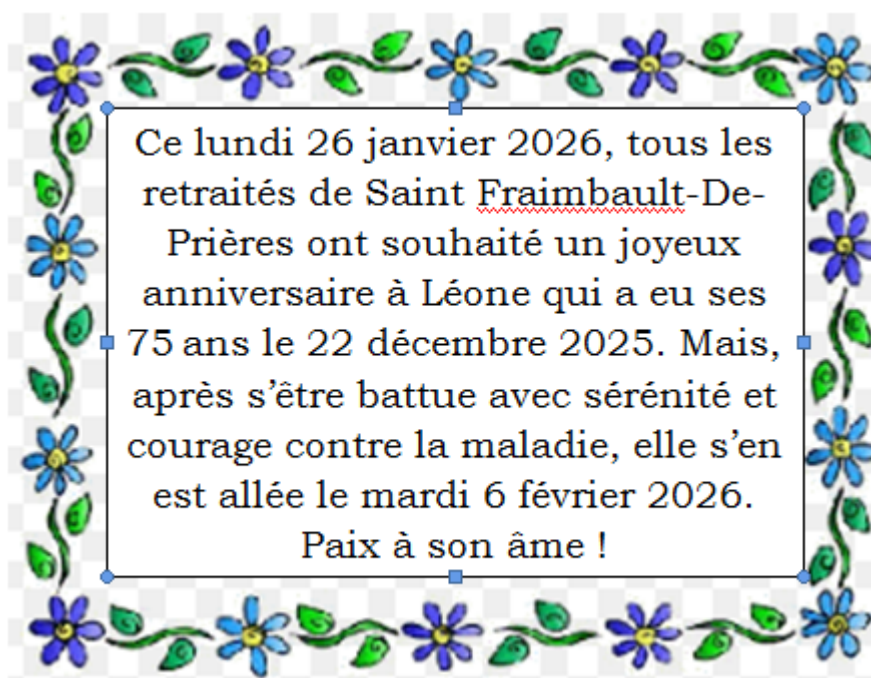 Ce lundi 26 janvier 2026, tous les
retraités de Saint Fraimbault-De-
Prières ont souhaité un joyeux
anniversaire à Léone qui a eu ses
75 ans le 22 décembre 2025. Mais,
après s’être battue avec sérénité et
courage contre la maladie, elle s’en
est allée le mardi 6 février 2026.
Paix à son âme !